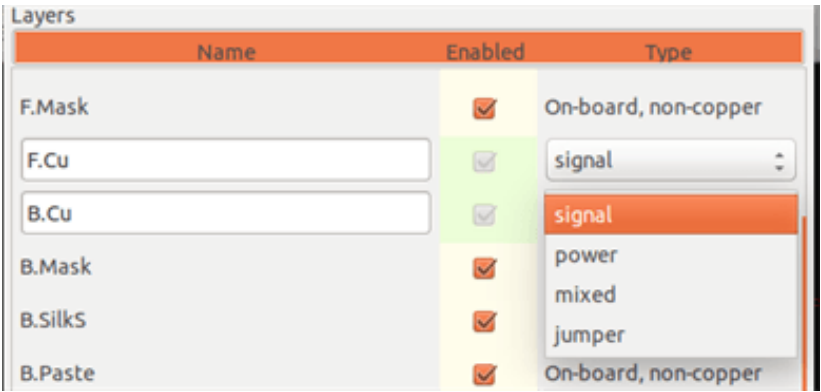 Layers
Name Enabled Type
F.Mask On-board, non-copper
F.Cu signal
B.Cu signal
power
B.Mask mixed
B.SilkS jumper
B.Paste On-board, non-copper